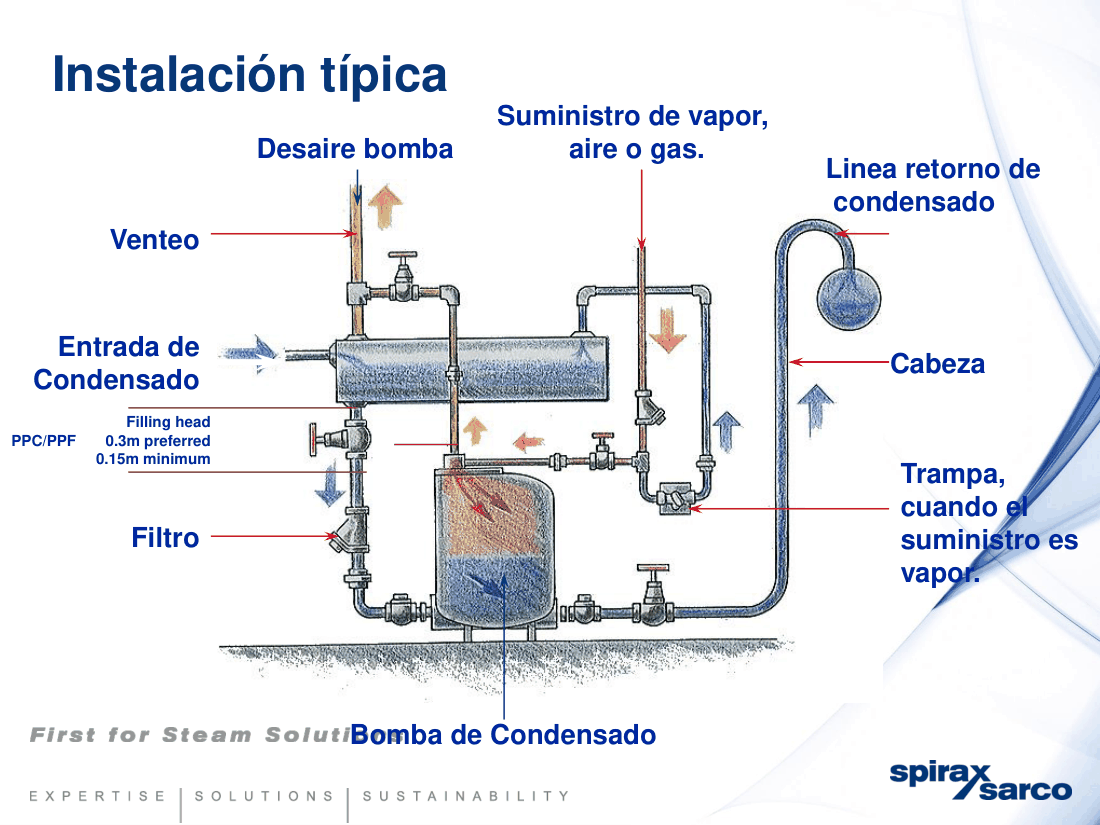 Instalación típica
Suministro de vapor,
aire o gas.
Desaire bomba
Linea retorno de
condensado
Venteo
Entrada de
Condensado
Cabeza
Filling head
PPC/PPF 0.3m preferred
0.15m minimum
Trampa,
cuando el
suministro es
vapor.
Filtro
First for Steam Solutions
Bomba de Condensado
EXPERTISE | SOLUTIONS | SUSTAINABILITY
spirax
sarco